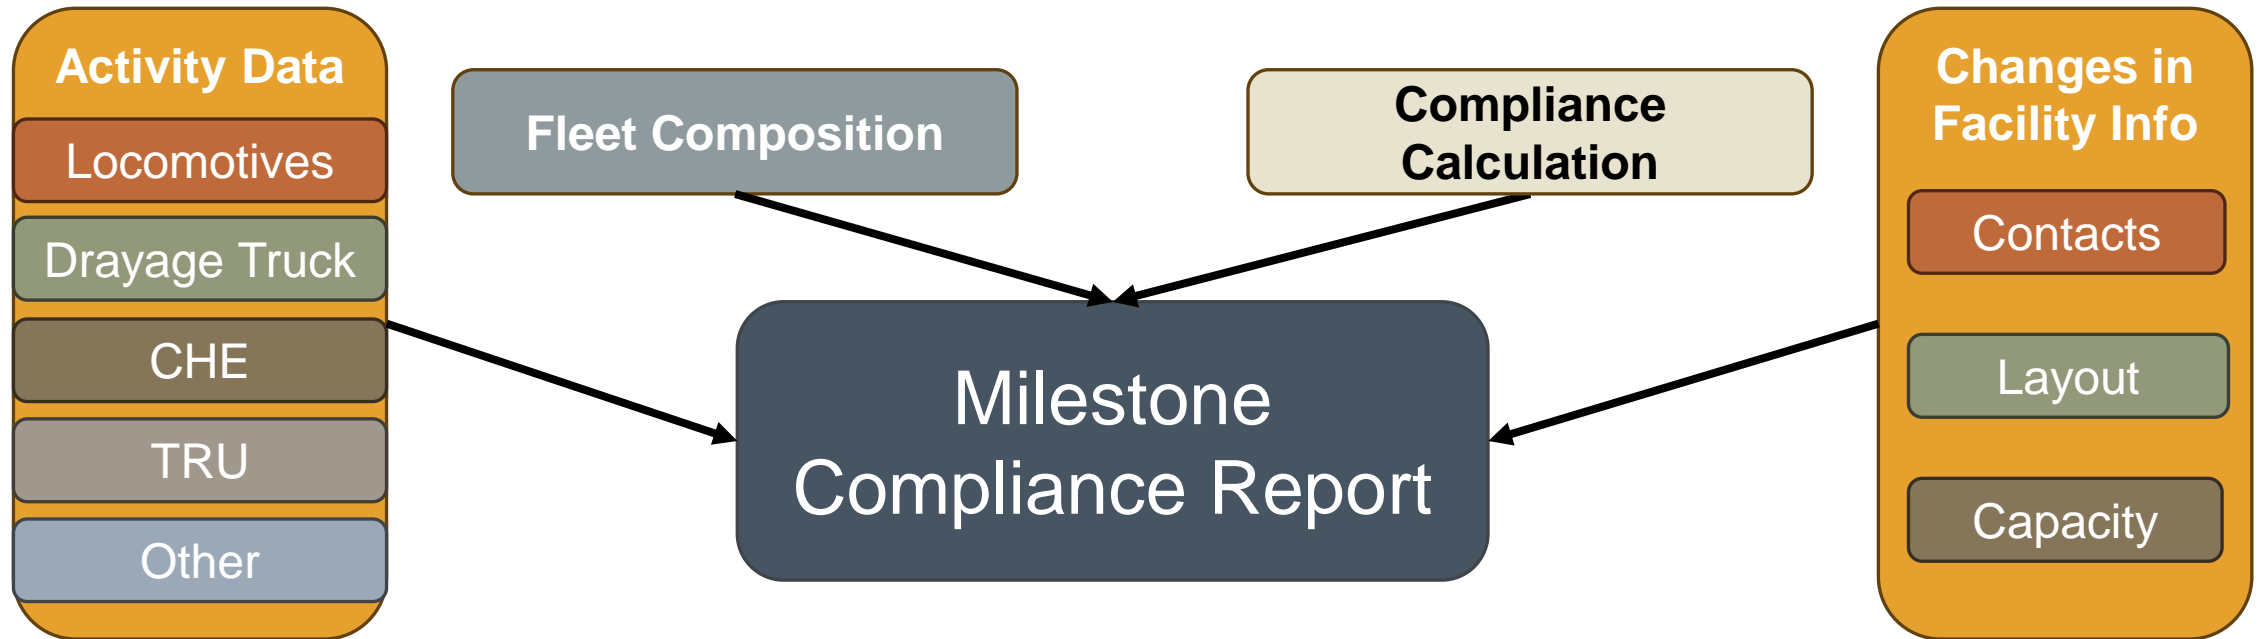 Activity Data
Locomotives
Drayage Truck
CHE
TRU
Other
Fleet Composition
Compliance
Calculation
Milestone
Compliance Report
Changes in
Facility Info
Contacts
Layout
Capacity